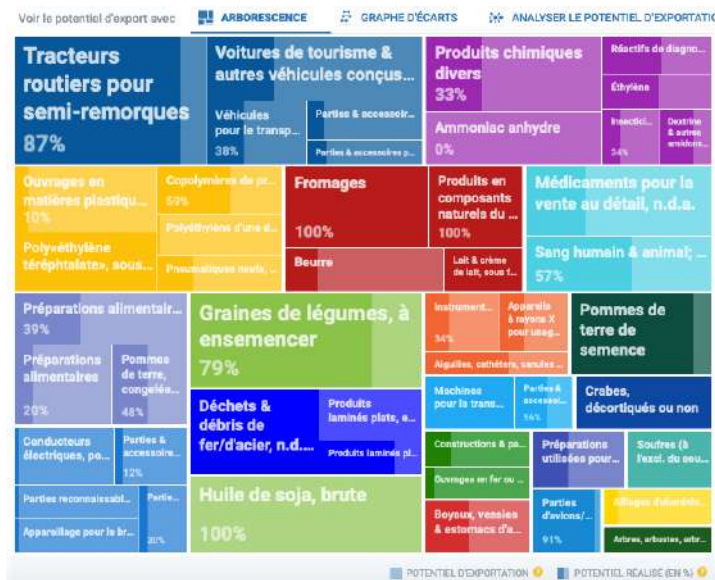 Voir le potentiel d'export avec
ARBORESCENCE
GRAPHE D'ÉCARTS
ANALYSER LE POTENTIEL D'EXPORTATIO
Tracteurs
routiers pour
semi-remorques
87%
Voitures de tourisme &
autres véhicules conçus...
Véhicules
pour le transp...
38%
Parties & accessoir...
Parties & accessoires p...
Produits chimiques
divers
33%
Ammoniac anhydre
0%
Réactifs de diagno...
Éthylène
Insectici...
34%
Dextrine
& autres
amidons...
Ouvrages en
matières plastiqu...
10%
Poly«éthylène
téréphtalate», sous...
Copolymères de pr...
59%
Polyéthylène d'une d...
Pneumatiques neufs, ...
Fromages
100%
Beurre
Produits en
composants
naturels du ...
100%
Lait & crème
de lait, sous f...
Médicaments pour la
vente au détail, n.d.a.
Sang humain & animal; ...
57%
Préparations alimentair...
39%
Préparations
alimentaires
20%
Pommes
de terre,
congelée...
48%
Graines de légumes, à
ensemencer
79%
Instrument...
34%
Appareils
à rayons X
pour usag...
Aiguilles, cathéters, canules ...
Pommes de
terre de
semence
Déchets &
débris de
fer/d'acier, n.d....
Produits
laminés plats, e...
Produits laminés pl...
Machines
pour la trans...
Parties &
accessoi...
Crabes,
décortiqués ou non
Conducteurs
électriques, po...
Parties &
accessoire...
12%
Parties reconnaissabl...
Partie...
Appareillage pour le br...
Huile de soja, brute
100%
Constructions & pa...
Ouvrages en fer ou ...
Boyaux, vessies
& estomacs d'a...
Préparations
utilisées pour...
Soufres (à
l'excl. du sou...
Parties
d'avions/...
91%
Alliages d'aluminiu...
Arbres, arbustes, arbr...
POTENTIEL D'EXPORTATION
POTENTIEL RÉALISÉ (EN %)